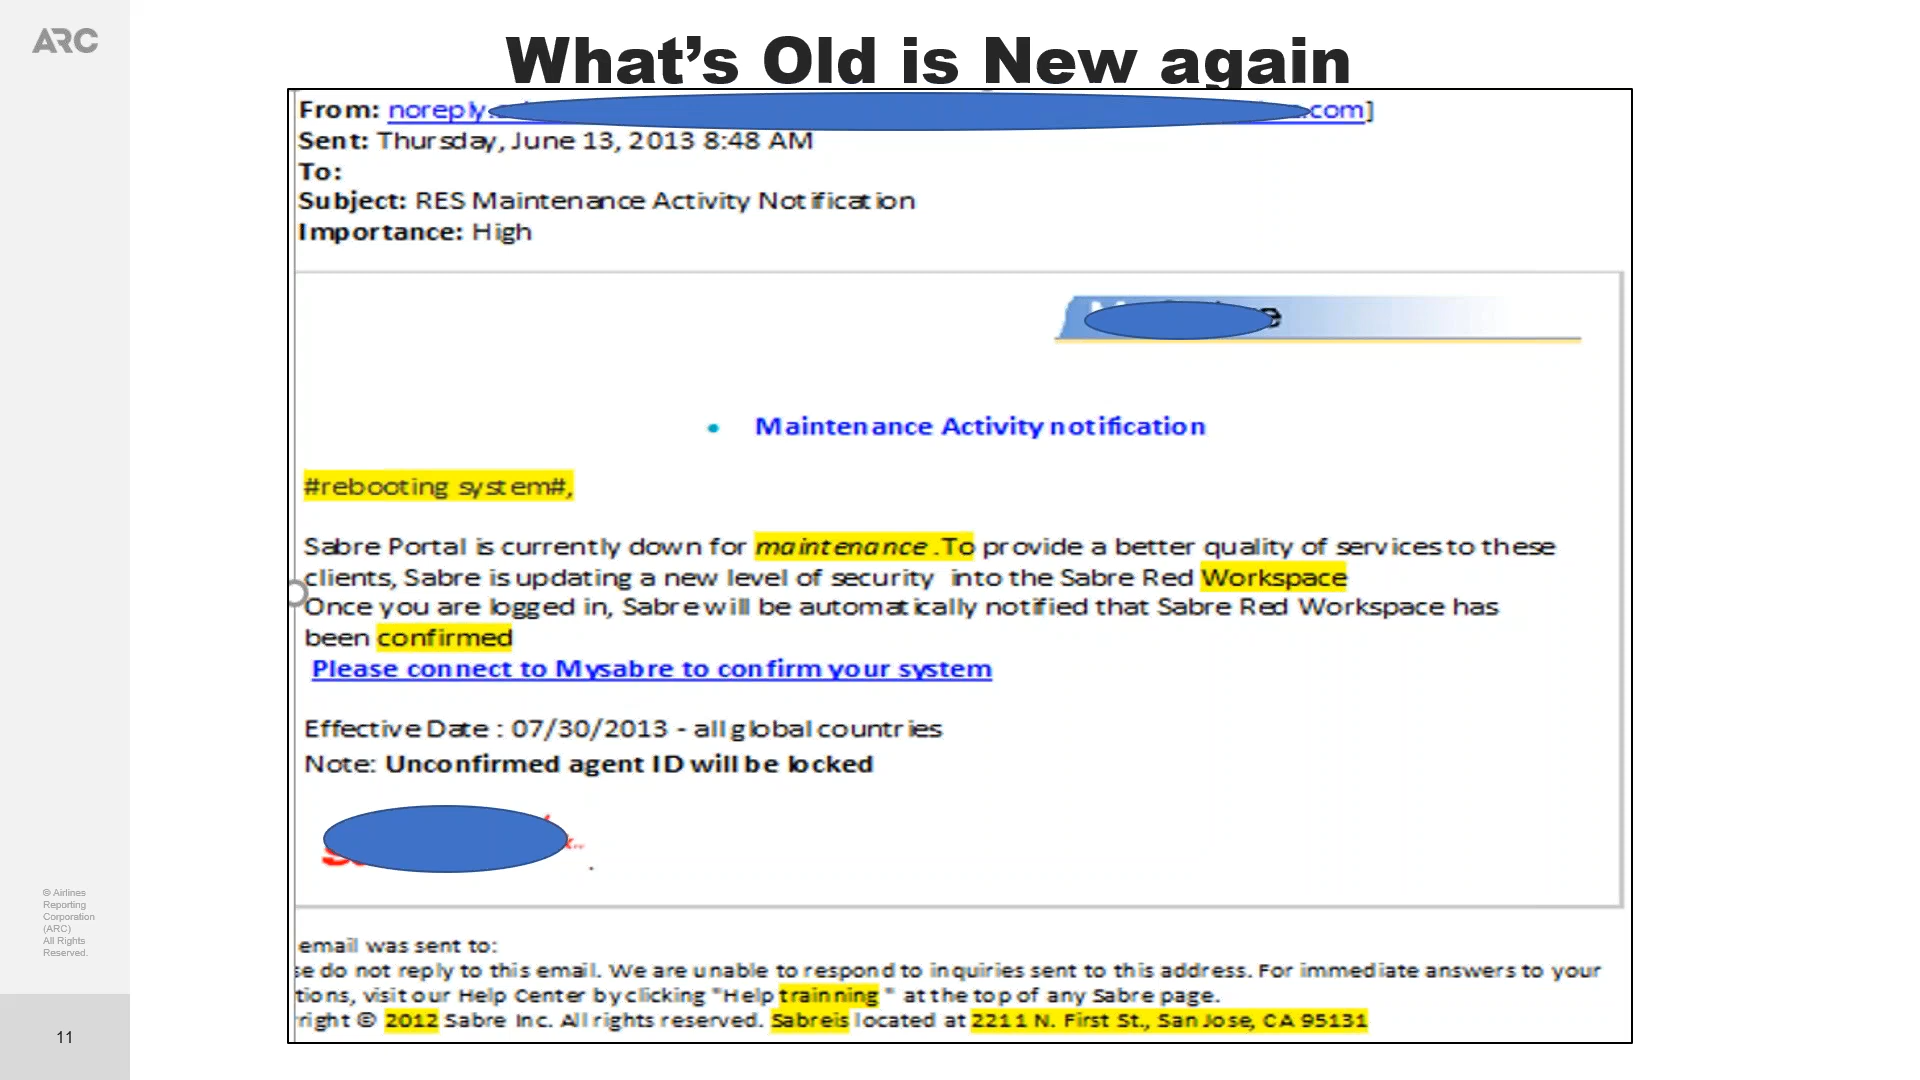 ARC
What's Old is New again
From: noreply. .com]
Sent: Thursday, June 13, 2013 8:48 AM
To:
Subject: RES Maintenance Activity Notification
Importance: High
• Maintenance Activity notification
#rebooting system#,
Sabre Portal is currently down for maintenance .To provide a better quality of services to these
clients, Sabre is updating a new level of security into the Sabre Red Workspace
Once you are logged in, Sabre will be automatically notified that Sabre Red Workspace has
been confirmed
Please connect to Mysabre to confirm your system
Effective Date : 07/30/2013 - all global countries
Note: Unconfirmed agent ID will be locked
email was sent to:
se do not reply to this email. We are unable to respond to inquiries sent to this address. For immediate answers to your
tions, visit our Help Center by clicking "Help trainning " at the top of any Sabre page.
right © 2012 Sabre Inc. All rights reserved. Sabreis located at 2211 N. First St., San Jose, CA 95131
© Airlines
Reporting
Corporation
(ARC)
All Rights
Reserved.
11